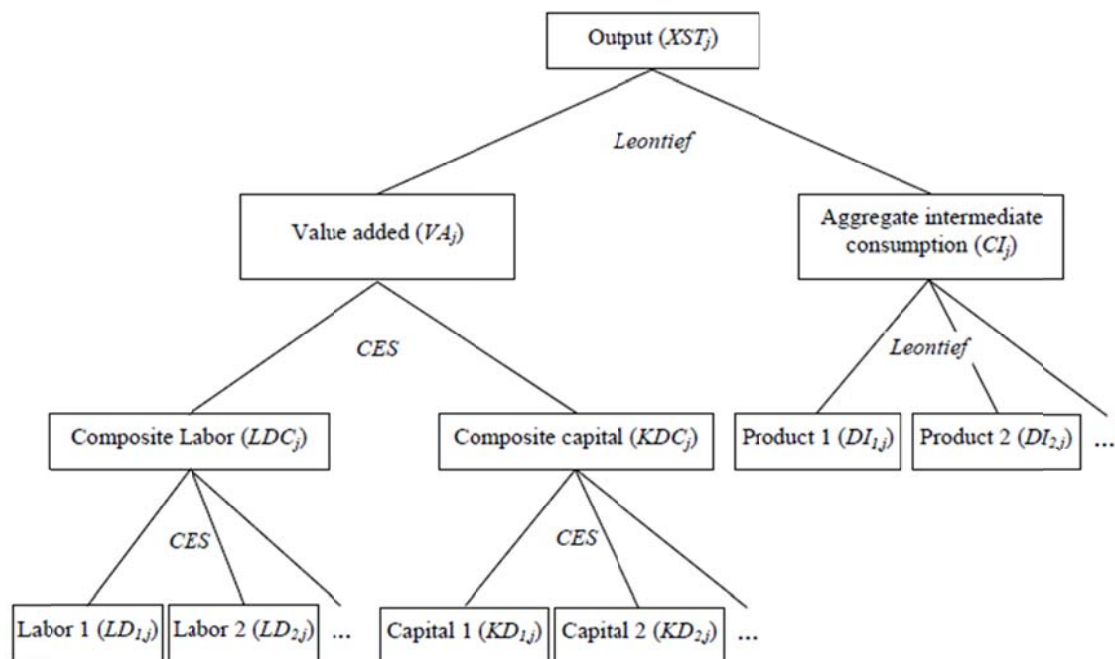 Output (XSTj)
Leontief
Value added (VAj)
Aggregate intermediate
consumption (CIj)
CES
Leontief
Composite Labor (LDCj)
Composite capital (KDCj)
Product 1 (DI1,j)
Product 2 (DI2,j)
...
CES
CES
Labor 1 (LD1,j)
Labor 2 (LD2,j)
...
Capital 1 (KD1,j)
Capital 2 (KD2,j)
...